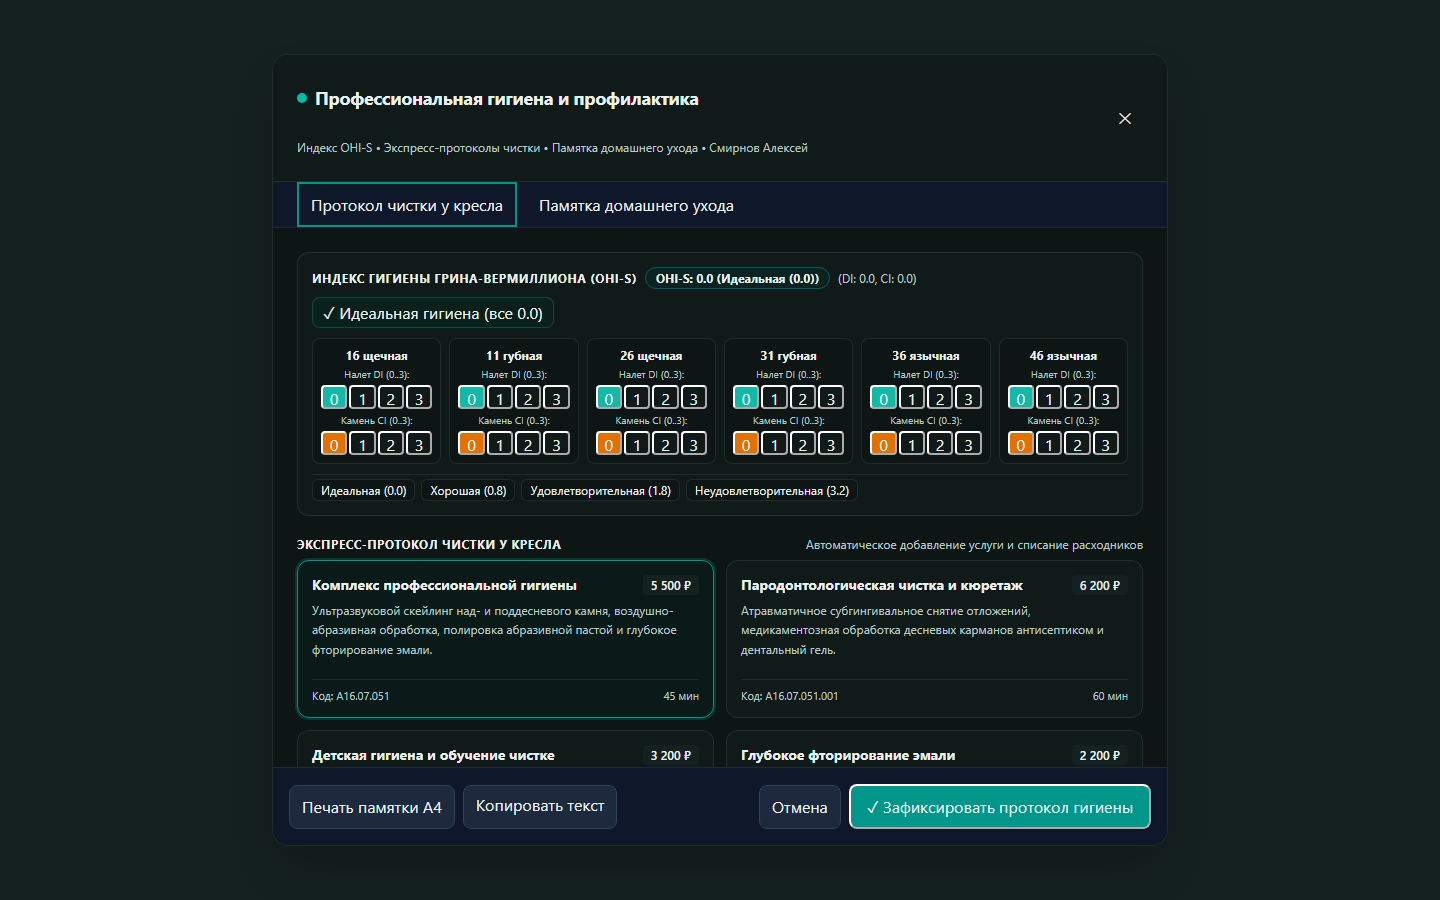 Профессиональная гигиена и профилактика
×
Индекс OHI-S • Экспресс-протоколы чистки • Памятка домашнего ухода • Смирнов Алексей
Протокол чистки у кресла Памятка домашнего ухода
ИНДЕКС ГИГИЕНЫ ГРИНА-ВЕРМИЛЛИОНА (OHI-S) OHI-S: 0.0 (Идеальная (0.0)) (DI: 0.0, CI: 0.0)
✓ Идеальная гигиена (все 0.0)
16 щечная 11 губная 26 щечная 31 губная 36 язычная 46 язычная
Налет DI (0..3): Налет DI (0..3): Налет DI (0..3): Налет DI (0..3): Налет DI (0..3): Налет DI (0..3):
0 1 2 3 0 1 2 3 0 1 2 3 0 1 2 3 0 1 2 3 0 1 2 3
Камень CI (0..3): Камень CI (0..3): Камень CI (0..3): Камень CI (0..3): Камень CI (0..3): Камень CI (0..3):
0 1 2 3 0 1 2 3 0 1 2 3 0 1 2 3 0 1 2 3 0 1 2 3
Идеальная (0.0) Хорошая (0.8) Удовлетворительная (1.8) Неудовлетворительная (3.2)
ЭКСПРЕСС-ПРОТОКОЛ ЧИСТКИ У КРЕСЛА Автоматическое добавление услуги и списание расходников
Комплекс профессиональной гигиены 5 500 ₽
Ультразвуковой скейлинг над- и поддесневого камня, воздушно-
абразивная обработка, полировка абразивной пастой и глубокое
фторирование эмали.
Код: A16.07.051 45 мин
Пародонтологическая чистка и кюретаж 6 200 ₽
Атравматичное субгингивальное снятие отложений,
медикаментозная обработка десневых карманов антисептиком и
дентальный гель.
Код: A16.07.051.001 60 мин
Детская гигиена и обучение чистке 3 200 ₽
Глубокое фторирование эмали 2 200 ₽
Печать памятки А4 Копировать текст Отмена ✓ Зафиксировать протокол гигиены